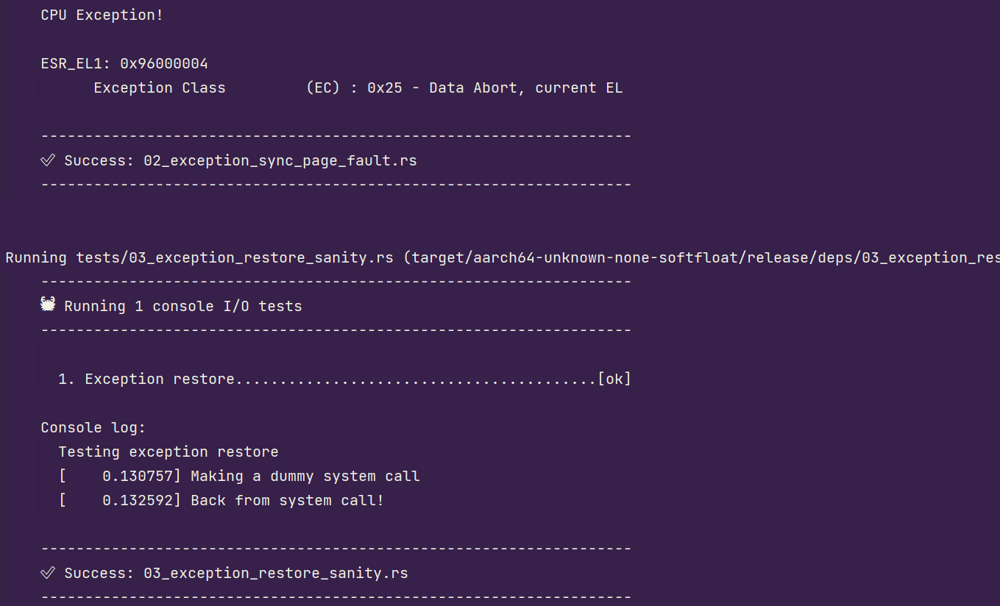 CPU Exception!
ESR_EL1: 0x96000004
Exception Class         (EC) : 0x25 - Data Abort, current EL
-------------------------------------------------------------------
✅ Success: 02_exception_sync_page_fault.rs
-------------------------------------------------------------------
Running tests/03_exception_restore_sanity.rs (target/aarch64-unknown-none-softfloat/release/deps/03_exception_res
-------------------------------------------------------------------
🦀 Running 1 console I/O tests
-------------------------------------------------------------------
1. Exception restore.........................................[ok]
Console log:
Testing exception restore
[    0.130757] Making a dummy system call
[    0.132592] Back from system call!
-------------------------------------------------------------------
✅ Success: 03_exception_restore_sanity.rs
-------------------------------------------------------------------